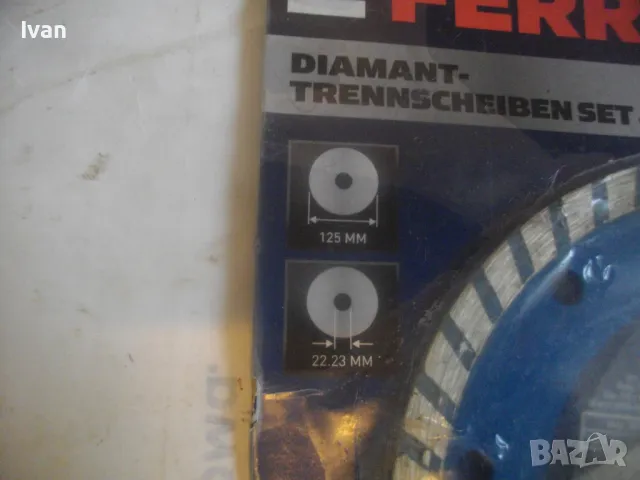 Ivan
FERR
DIAMANT-
TRENNSCHEIBEN SET
125 MM
22.23 MM
BAZAR